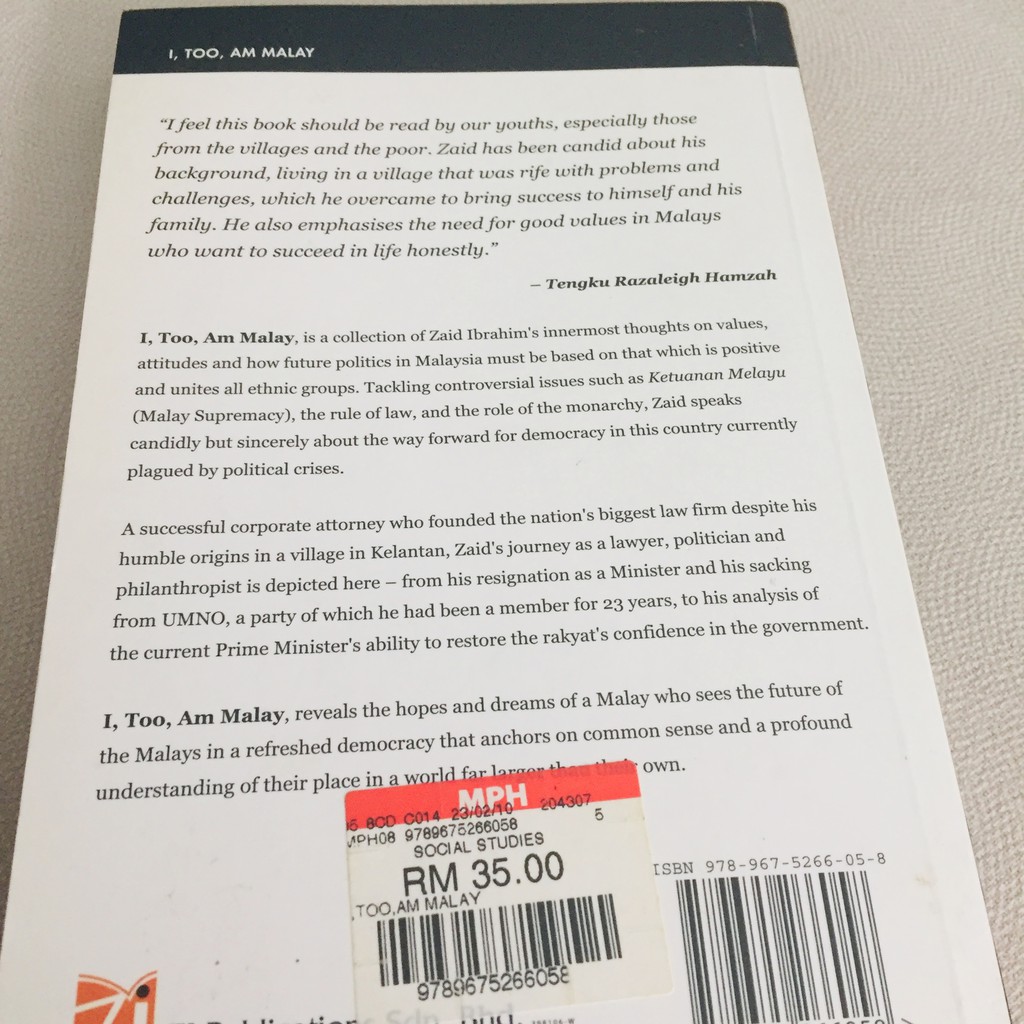 I, TOO, AM MALAY
"I feel this book should be read by our youths, especially those
from the villages and the poor. Zaid has been candid about his
background, living in a village that was rife with problems and
challenges, which he overcame to bring success to himself and his
family. He also emphasises the need for good values in Malays
who want to succeed in life honestly."
– Tengku Razaleigh Hamzah
I, Too, Am Malay, is a collection of Zaid Ibrahim's innermost thoughts on values,
attitudes and how future politics in Malaysia must be based on that which is positive
and unites all ethnic groups. Tackling controversial issues such as Ketuanan Melayu
(Malay Supremacy), the rule of law, and the role of the monarchy, Zaid speaks
candidly but sincerely about the way forward for democracy in this country currently
plagued by political crises.
A successful corporate attorney who founded the nation's biggest law firm despite his
humble origins in a village in Kelantan, Zaid's journey as a lawyer, politician and
philanthropist is depicted here – from his resignation as a Minister and his sacking
from UMNO, a party of which he had been a member for 23 years, to his analysis of
the current Prime Minister's ability to restore the rakyat's confidence in the government.
I, Too, Am Malay, reveals the hopes and dreams of a Malay who sees the future of
the Malays in a refreshed democracy that anchors on common sense and a profound
understanding of their place in a world far larger than their own.
MPH
8CD C014 23/02/10 204307
MPH08 9789675266058 5
SOCIAL STUDIES
RM 35.00
,TOO,AM MALAY
9789675266058
ISBN 978-967-5266-05-8
Zi
Publications Sdn. Bhd.